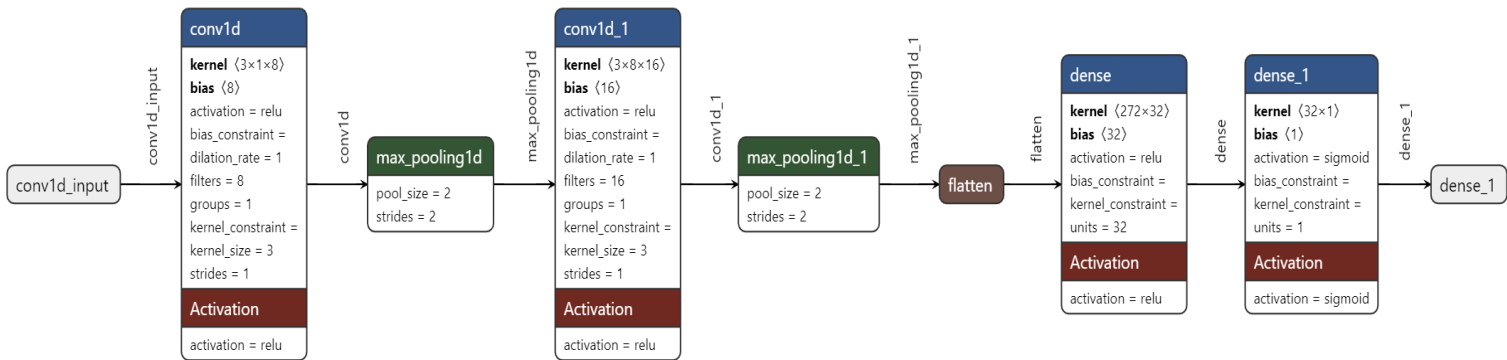 conv1d_input
conv1d_input
conv1d
kernel ⟨3×1×8⟩
bias ⟨8⟩
activation = relu
bias_constraint =
dilation_rate = 1
filters = 8
groups = 1
kernel_constraint =
kernel_size = 3
strides = 1
Activation
activation = relu
conv1d
max_pooling1d
pool_size = 2
strides = 2
max_pooling1d
conv1d_1
kernel ⟨3×8×16⟩
bias ⟨16⟩
activation = relu
bias_constraint =
dilation_rate = 1
filters = 16
groups = 1
kernel_constraint =
kernel_size = 3
strides = 1
Activation
activation = relu
conv1d_1
max_pooling1d_1
pool_size = 2
strides = 2
max_pooling1d_1
flatten
flatten
dense
kernel ⟨272×32⟩
bias ⟨32⟩
activation = relu
bias_constraint =
kernel_constraint =
units = 32
Activation
activation = relu
dense
dense_1
kernel ⟨32×1⟩
bias ⟨1⟩
activation = sigmoid
bias_constraint =
kernel_constraint =
units = 1
Activation
activation = sigmoid
dense_1
dense_1